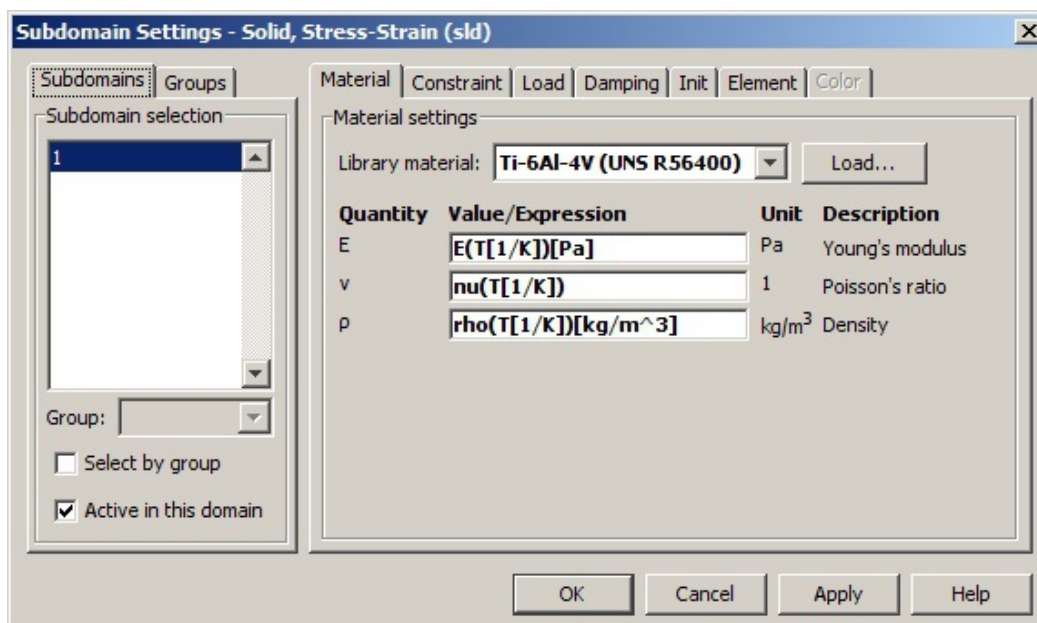 Subdomain Settings - Solid, Stress-Strain (sld)
Subdomains Groups
Subdomain selection
1
Group:
Select by group
Active in this domain
Material Constraint Load Damping Init Element Color
Material settings
Library material: Ti-6Al-4V (UNS R56400) Load...
Quantity Value/Expression Unit Description
E E(T[1/K])[Pa] Pa Young's modulus
ν nu(T[1/K]) 1 Poisson's ratio
ρ rho(T[1/K])[kg/m^3] kg/m³ Density
OK Cancel Apply Help